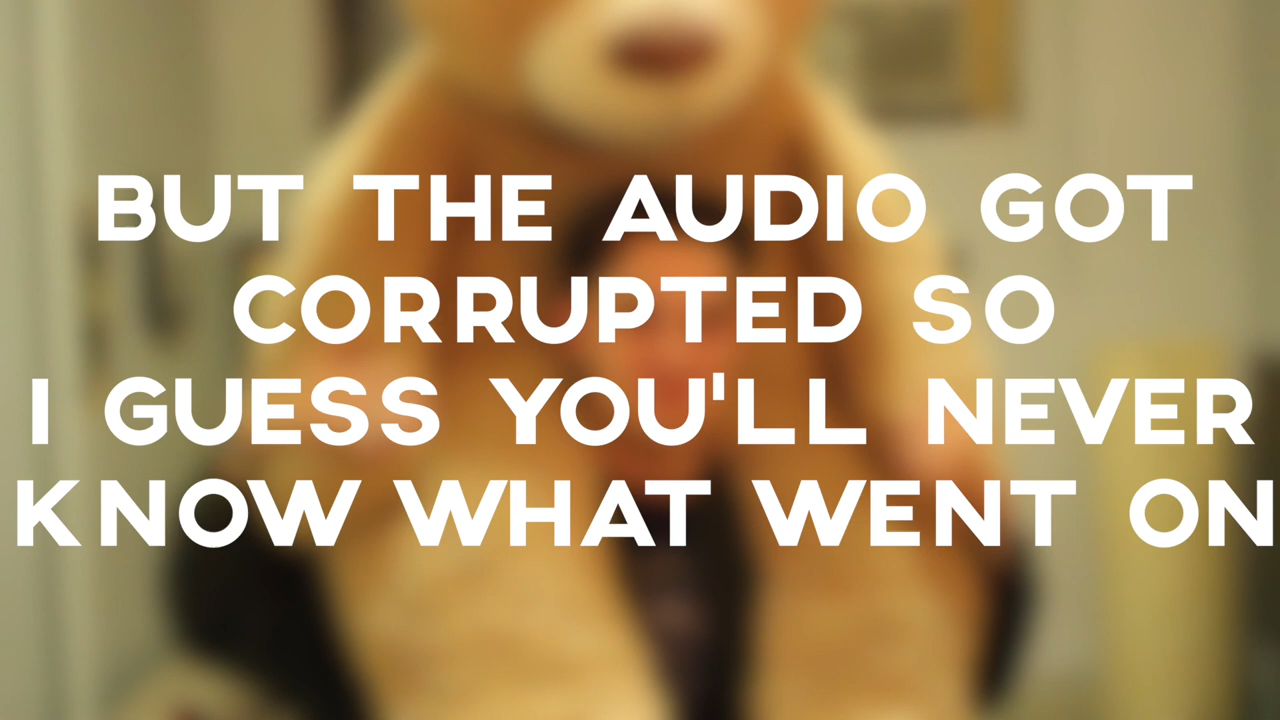 BUT THE AUDIO GOT
CORRUPTED SO
I GUESS YOU'LL NEVER
KNOW WHAT WENT ON